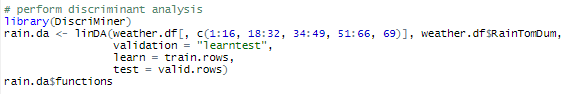 # perform discriminant analysis
library(DiscriMiner)
rain.da <- linDA(weather.df[, c(1:16, 18:32, 34:49, 51:66, 69)], weather.df$RainTomDum,
validation = "learntest",
learn = train.rows,
test = valid.rows)
rain.da$functions